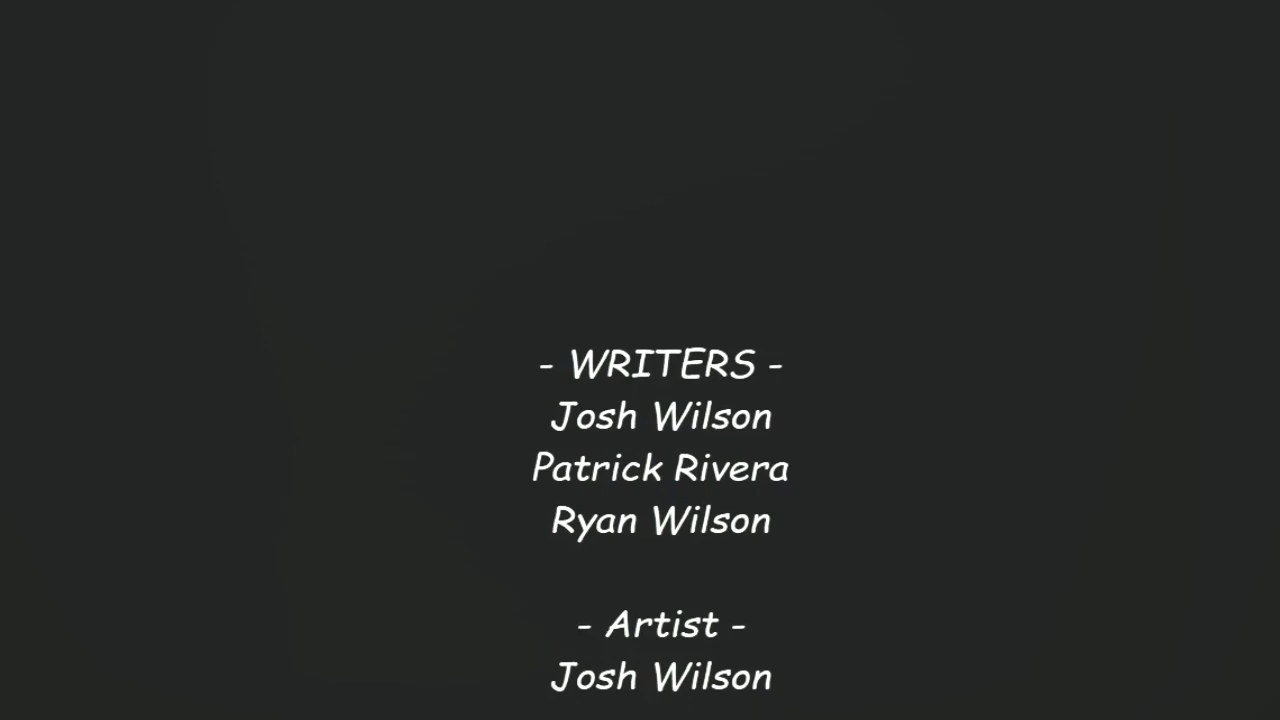 - WRITERS -
Josh Wilson
Patrick Rivera
Ryan Wilson
- Artist -
Josh Wilson